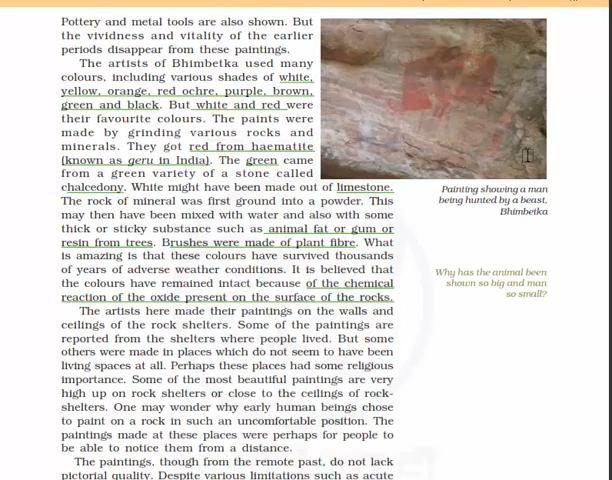 Pottery and metal tools are also shown. But
the vividness and vitality of the earlier
periods disappear from these paintings.
The artists of Bhimbetka used many
colours, including various shades of white,
yellow, orange, red ochre, purple, brown,
green and black. But white and red were
their favourite colours. The paints were
made by grinding various rocks and
minerals. They got red from haematite
(known as geru in India). The green came
from a green variety of a stone called
chalcedony. White might have been made out of limestone.
The rock of mineral was first ground into a powder. This
may then have been mixed with water and also with some
thick or sticky substance such as animal fat or gum or
resin from trees. Brushes were made of plant fibre. What
is amazing is that these colours have survived thousands
of years of adverse weather conditions. It is believed that
the colours have remained intact because of the chemical
reaction of the oxide present on the surface of the rocks.
The artists here made their paintings on the walls and
ceilings of the rock shelters. Some of the paintings are
reported from the shelters where people lived. But some
others were made in places which do not seem to have been
living spaces at all. Perhaps these places had some religious
importance. Some of the most beautiful paintings are very
high up on rock shelters or close to the ceilings of rock-
shelters. One may wonder why early human beings chose
to paint on a rock in such an uncomfortable position. The
paintings made at these places were perhaps for people to
be able to notice them from a distance.
The paintings, though from the remote past, do not lack
pictorial quality. Despite various limitations such as acute
Painting showing a man
being hunted by a beast,
Bhimbetka
Why has the animal been
shown so big and man
so small?